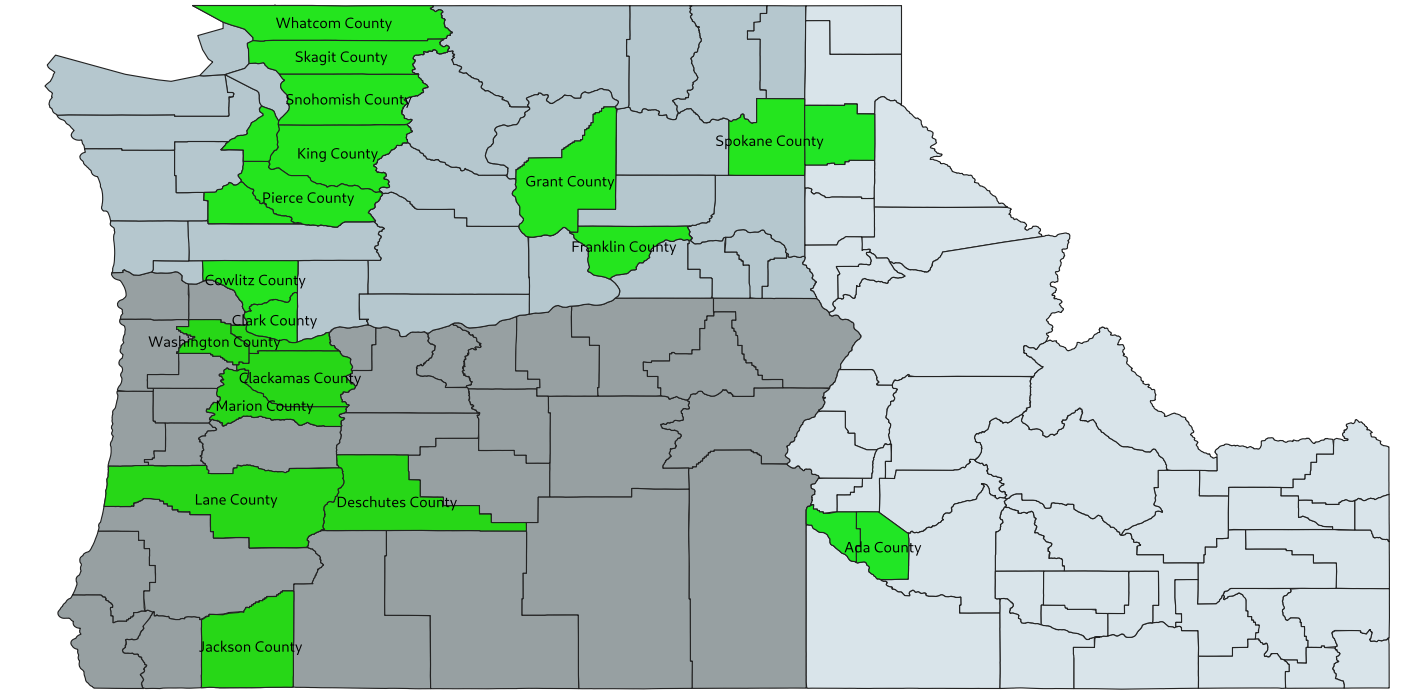 Whatcom County
Skagit County
Snohomish County
King County
Spokane County
Grant County
Pierce County
Franklin County
Cowlitz County
Clark County
Washington County
Clackamas County
Marion County
Lane County
Deschutes County
Ada County
Jackson County